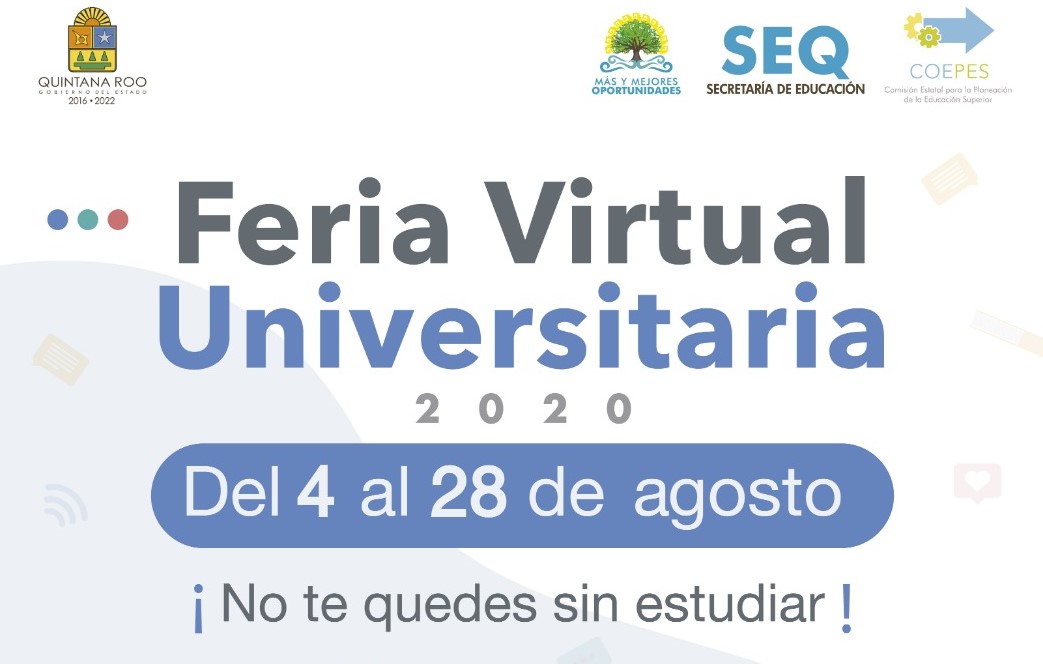 QUINTANA ROO
GOBIERNO DEL ESTADO
2016 • 2022
MÁS Y MEJORES
OPORTUNIDADES
SEQ
SECRETARÍA DE EDUCACIÓN
COEPES
Comisión Estatal para la Planeación
de la Educación Superior
Feria Virtual
Universitaria
2020
Del 4 al 28 de agosto
¡No te quedes sin estudiar!